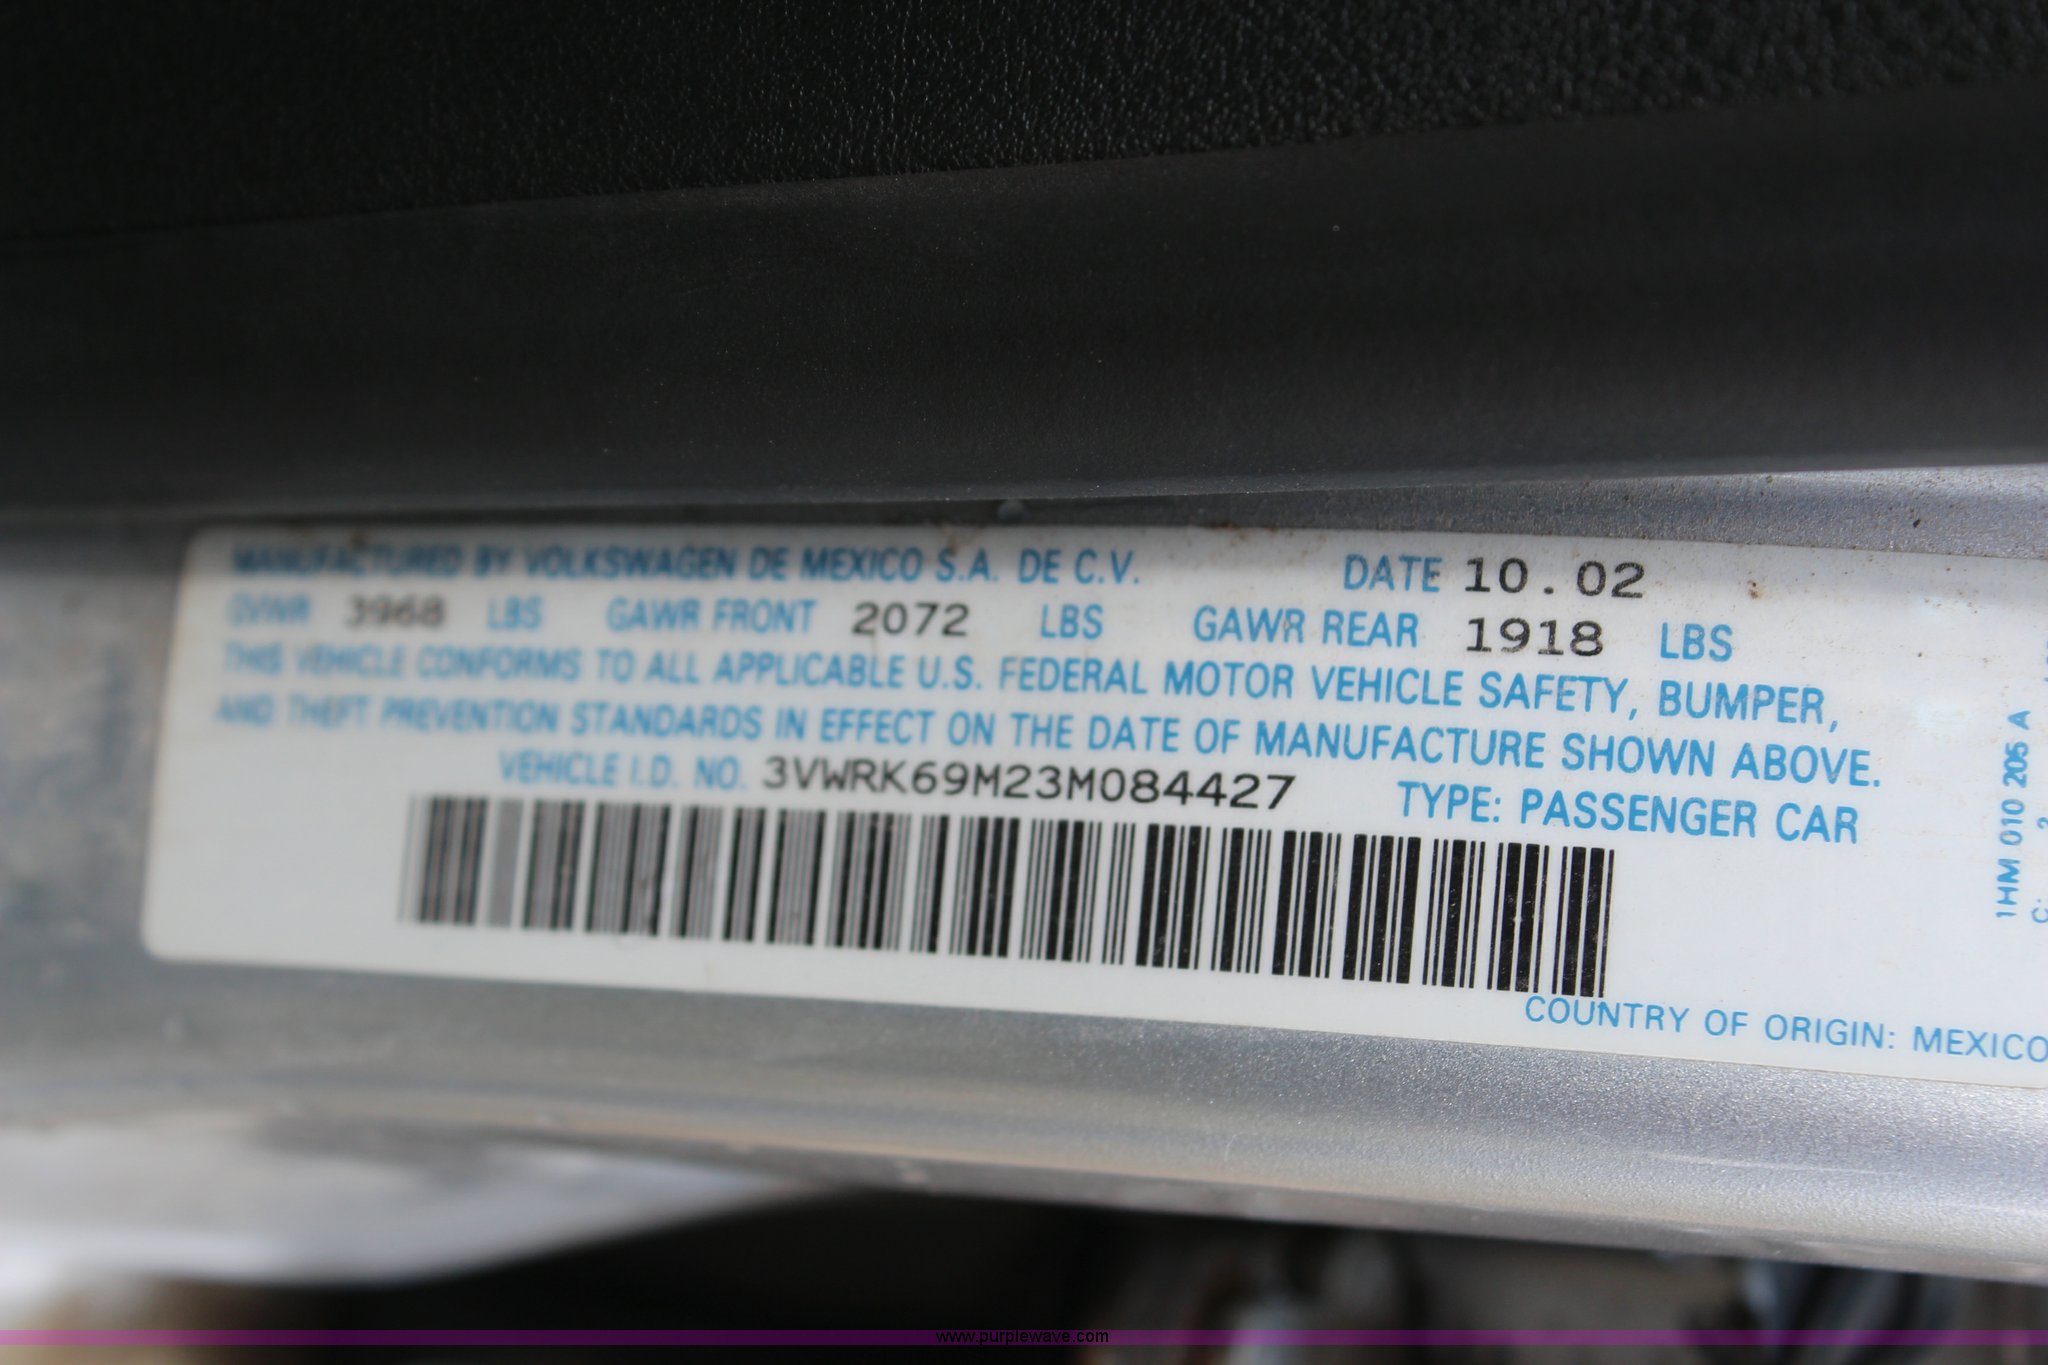 MANUFACTURED BY VOLKSWAGEN DE MEXICO S.A. DE C.V. DATE 10.02
GVWR 3968 LBS GAWR FRONT 2072 LBS GAWR REAR 1918 LBS
THIS VEHICLE CONFORMS TO ALL APPLICABLE U.S. FEDERAL MOTOR VEHICLE SAFETY, BUMPER,
AND THEFT PREVENTION STANDARDS IN EFFECT ON THE DATE OF MANUFACTURE SHOWN ABOVE.
VEHICLE I.D. NO. 3VWRK69M23M084427 TYPE: PASSENGER CAR
COUNTRY OF ORIGIN: MEXICO
1HM 010 205 A
www.purplewave.com